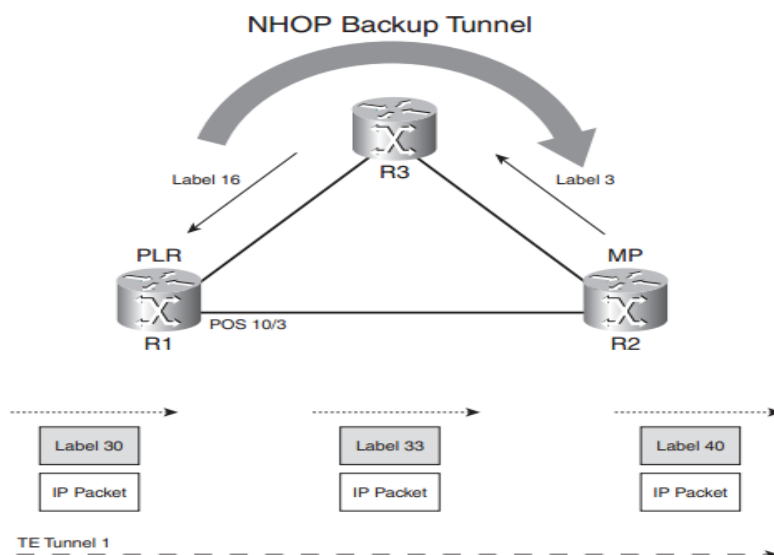 NHOP Backup Tunnel
R3
Label 16
Label 3
PLR
MP
R1
POS 10/3
R2
Label 30
Label 33
Label 40
IP Packet
IP Packet
IP Packet
TE Tunnel 1